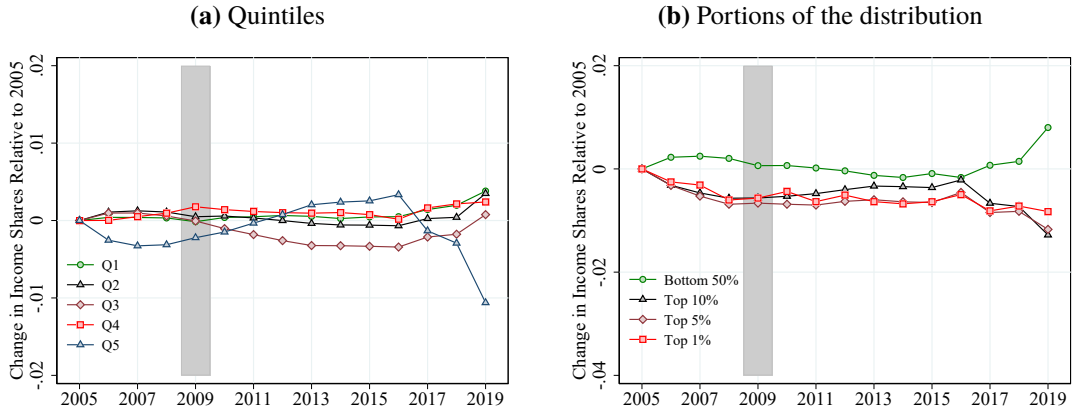 (a) Quintiles
Change in Income Shares Relative to 2005
.02
.01
0
-.01
-.02
Q1
Q2
Q3
Q4
Q5
2005 2007 2009 2011 2013 2015 2017 2019
(b) Portions of the distribution
Change in Income Shares Relative to 2005
.02
0
-.02
-.04
Bottom 50%
Top 10%
Top 5%
Top 1%
2005 2007 2009 2011 2013 2015 2017 2019